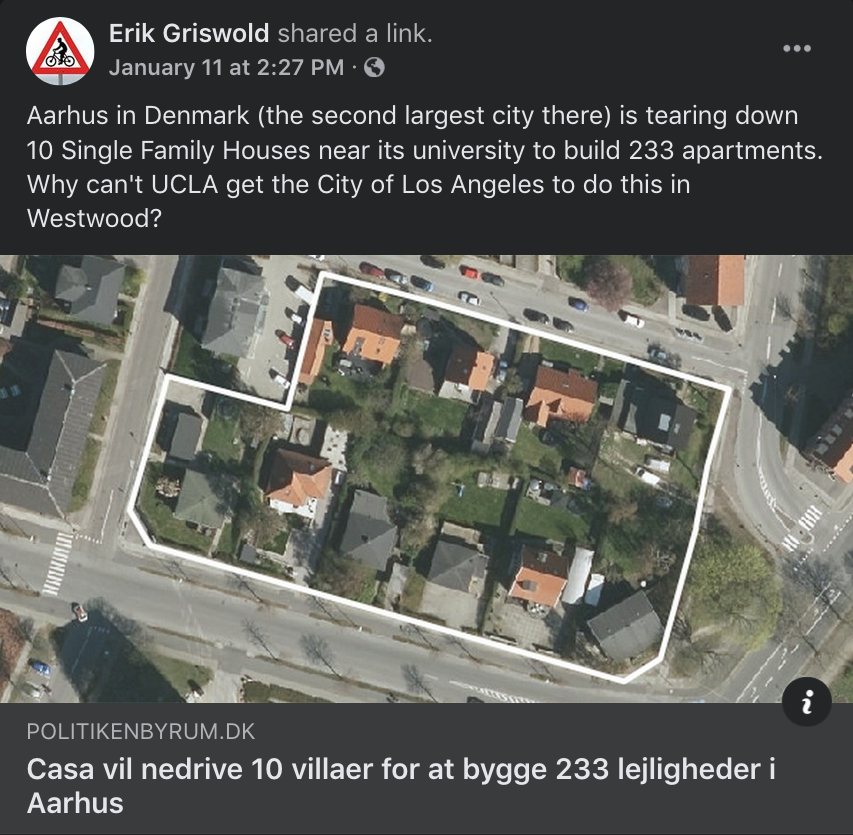 Erik Griswold shared a link.
January 11 at 2:27 PM ·
Aarhus in Denmark (the second largest city there) is tearing down
10 Single Family Houses near its university to build 233 apartments.
Why can't UCLA get the City of Los Angeles to do this in
Westwood?
i
POLITIKENBYRUM.DK
Casa vil nedrive 10 villaer for at bygge 233 lejligheder i
Aarhus